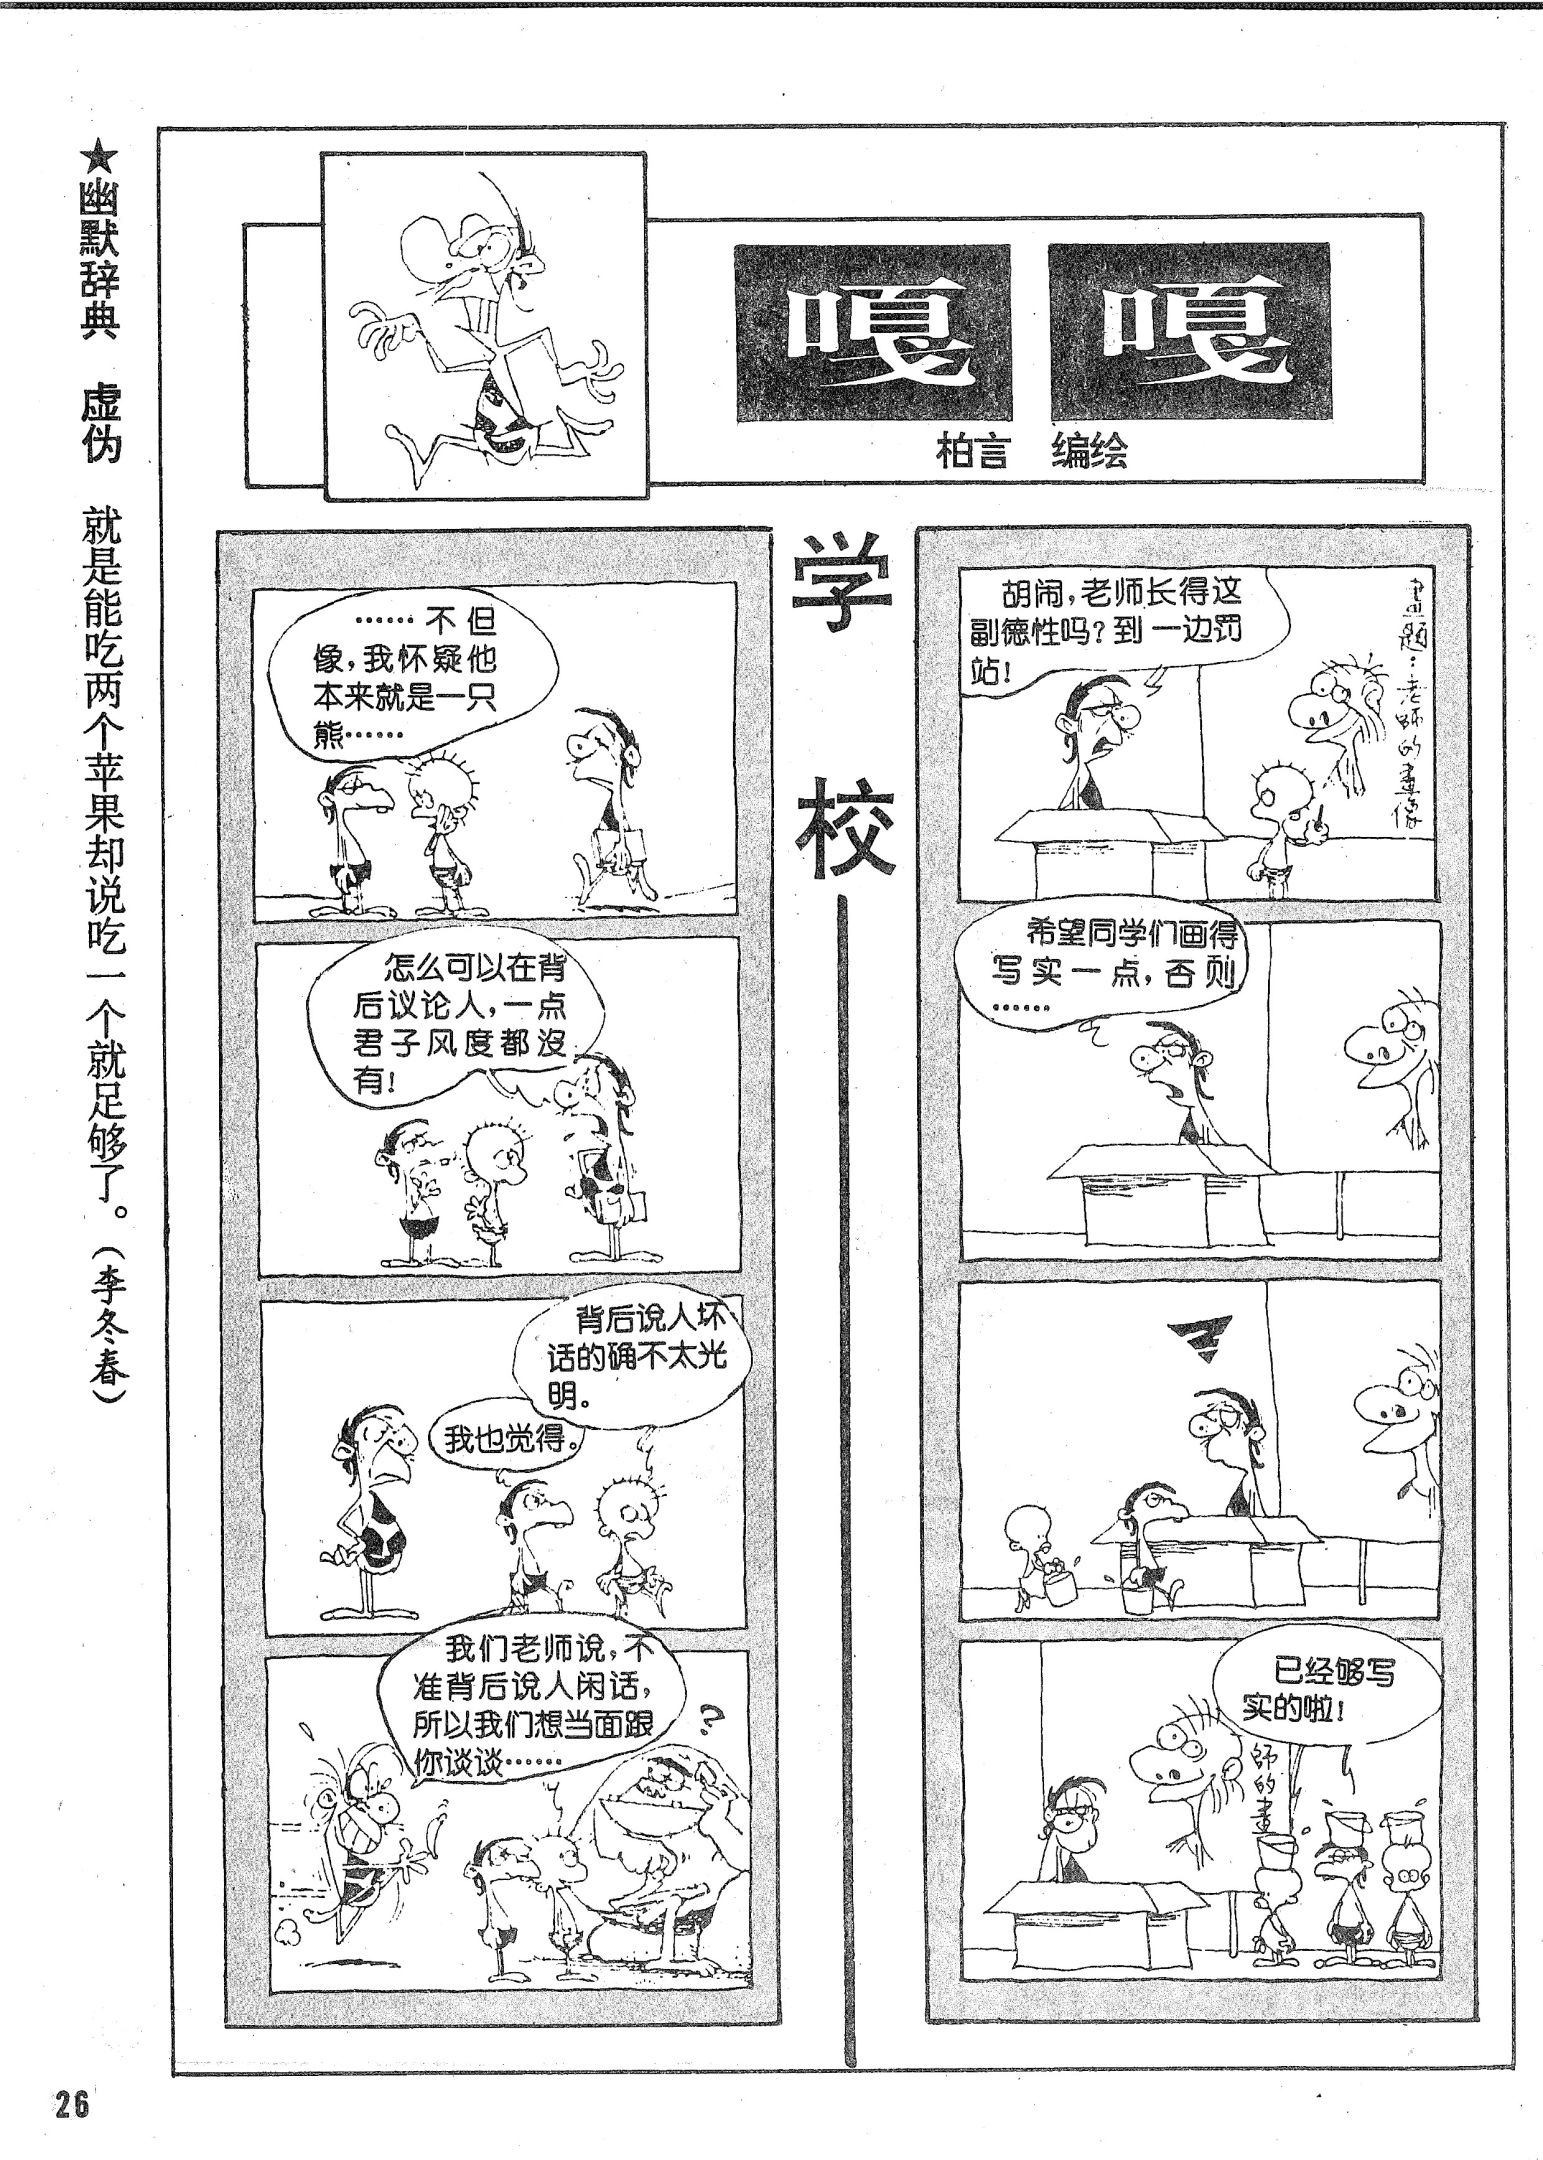 ★幽默辞典 虚伪 就是能吃两个苹果却说吃一个就足够了。(李冬春)
嘎嘎
柏言 编绘
学校
胡闹,老师长得这
副德性吗?到一边罚
站!
畫题:老师的畫像
希望同学们画得
写实一点,否则
……
已经够写
实的啦!
师的畫
……不但
像,我怀疑他
本来就是一只
熊……
怎么可以在背
后议论人,一点
君子风度都沒
有!
背后说人坏
话的确不太光
明。
我也觉得。
我们老师说,不
准背后说人闲话,
所以我们想当面跟
你谈谈……
?
26